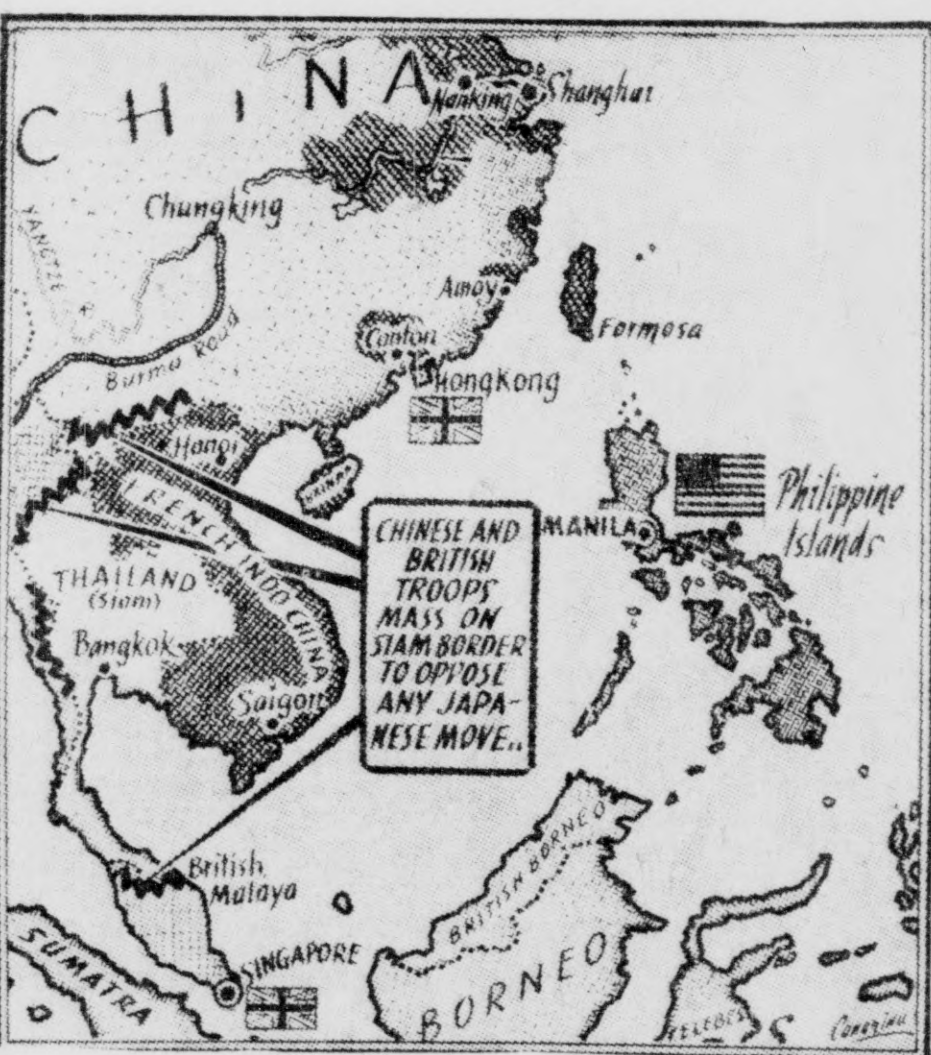 CHINA
Nanking
Shanghai
Chungking
YANGTZE
Amoy
Formosa
Canton
Burma Road
HongKong
Hanoi
HAINAN
FRENCH INDO CHINA
Philippine
Islands
MANILA
CHINESE AND
BRITISH
TROOPS
MASS ON
SIAM BORDER
TO OPPOSE
ANY JAPA-
NESE MOVE..
THAILAND
(Siam)
Bangkok
Saigon
British
Malaya
BRITISH BORNEO
SINGAPORE
SUMATRA
BORNEO
CELEBES